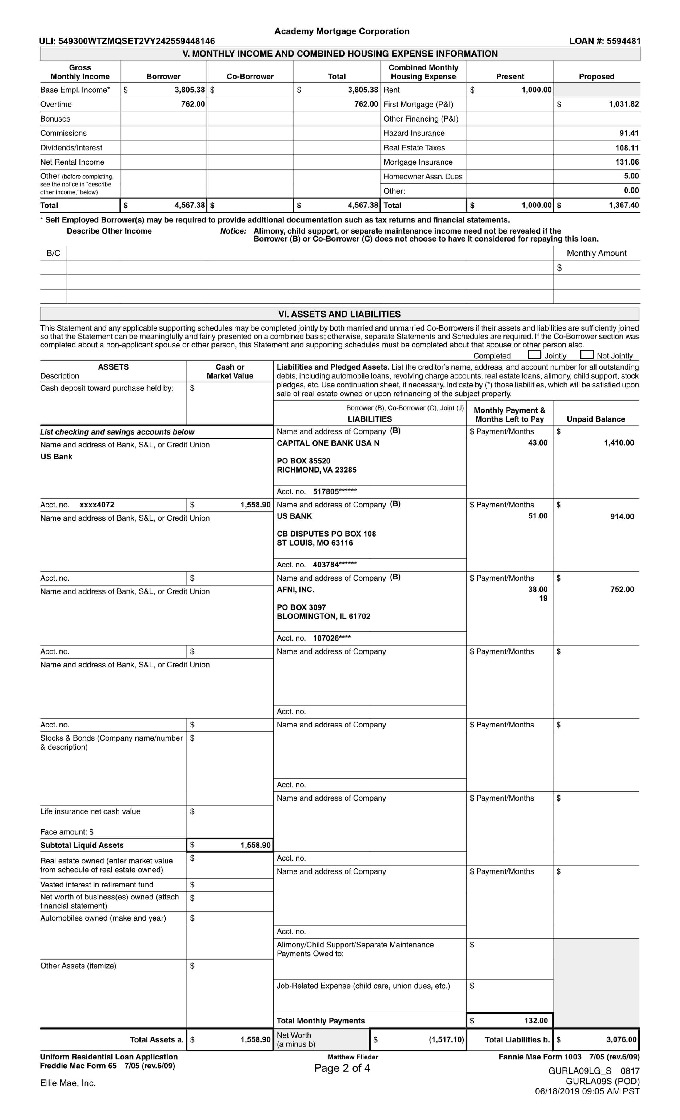 Academy Mortgage Corporation
ULI: 549300WTZMQSET2VY242559448146 LOAN #: 5594481
V. MONTHLY INCOME AND COMBINED HOUSING EXPENSE INFORMATION
Gross Monthly Income Borrower Co-Borrower Total Combined Monthly Housing Expense Present Proposed
Base Empl. Income* $ 3,805.38 $ $ 3,805.38 Rent $ 1,000.00
Overtime 762.00 762.00 First Mortgage (P&I) $ 1,031.82
Bonuses Other Financing (P&I)
Commissions Hazard Insurance 91.41
Dividends/Interest Real Estate Taxes 108.11
Net Rental Income Mortgage Insurance 131.06
Other (before completing, see the notice in "describe other income," below) Homeowner Assn. Dues 5.00
Other: 0.00
Total $ 4,567.38 $ $ 4,567.38 Total $ 1,000.00 $ 1,367.40
* Self Employed Borrower(s) may be required to provide additional documentation such as tax returns and financial statements.
Describe Other Income Notice: Alimony, child support, or separate maintenance income need not be revealed if the
Borrower (B) or Co-Borrower (C) does not choose to have it considered for repaying this loan.
B/C Monthly Amount
$
VI. ASSETS AND LIABILITIES
This Statement and any applicable supporting schedules may be completed jointly by both married and unmarried Co-Borrowers if their assets and liabilities are sufficiently joined
so that the Statement can be meaningfully and fairly presented on a combined basis; otherwise, separate Statements and Schedules are required. If the Co-Borrower section was
completed about a non-applicant spouse or other person, this Statement and supporting schedules must be completed about that spouse or other person also.
Completed Jointly Not Jointly
ASSETS Cash or Market Value
Description
Cash deposit toward purchase held by: $
Liabilities and Pledged Assets. List the creditor's name, address, and account number for all outstanding
debts, including automobile loans, revolving charge accounts, real estate loans, alimony, child support, stock
pledges, etc. Use continuation sheet, if necessary. Indicate by (*) those liabilities, which will be satisfied upon
sale of real estate owned or upon refinancing of the subject property.
Borrower (B), Co-Borrower (C), Joint (J)
LIABILITIES Monthly Payment & Months Left to Pay Unpaid Balance
List checking and savings accounts below Name and address of Company (B) $ Payment/Months $
Name and address of Bank, S&L, or Credit Union CAPITAL ONE BANK USA N 43.00 1,410.00
US Bank
PO BOX 85520
RICHMOND, VA 23285
Acct. no. 517805******
Acct. no. xxxx4072 $ 1,558.90 Name and address of Company (B) $ Payment/Months $
Name and address of Bank, S&L, or Credit Union US BANK 51.00 914.00
CB DISPUTES PO BOX 108
ST LOUIS, MO 63116
Acct. no. 403784******
Acct. no. $ Name and address of Company (B) $ Payment/Months $
Name and address of Bank, S&L, or Credit Union AFNI, INC. 38.00 752.00
19
PO BOX 3097
BLOOMINGTON, IL 61702
Acct. no. 107026****
Acct. no. $ Name and address of Company $ Payment/Months $
Name and address of Bank, S&L, or Credit Union
Acct. no.
Acct. no. $ Name and address of Company $ Payment/Months $
Stocks & Bonds (Company name/number & description) $
Acct. no.
Name and address of Company $ Payment/Months $
Life insurance net cash value $
Face amount: $
Subtotal Liquid Assets $ 1,558.90
Acct. no.
Real estate owned (enter market value from schedule of real estate owned) $
Name and address of Company $ Payment/Months $
Vested interest in retirement fund $
Net worth of business(es) owned (attach financial statement) $
Automobiles owned (make and year) $
Acct. no.
Alimony/Child Support/Separate Maintenance Payments Owed to: $
Other Assets (itemize) $
Job-Related Expense (child care, union dues, etc.) $
Total Monthly Payments $ 132.00
Total Assets a. $ 1,558.90 Net Worth (a minus b) $ (1,517.10) Total Liabilities b. $ 3,076.00
Uniform Residential Loan Application Matthew Flieder Fannie Mae Form 1003 7/05 (rev.6/09)
Freddie Mac Form 65 7/05 (rev.6/09) Page 2 of 4
GURLA09LG_S 0817
Ellie Mae, Inc. GURLA09S (POD)
06/18/2019 09:05 AM PST